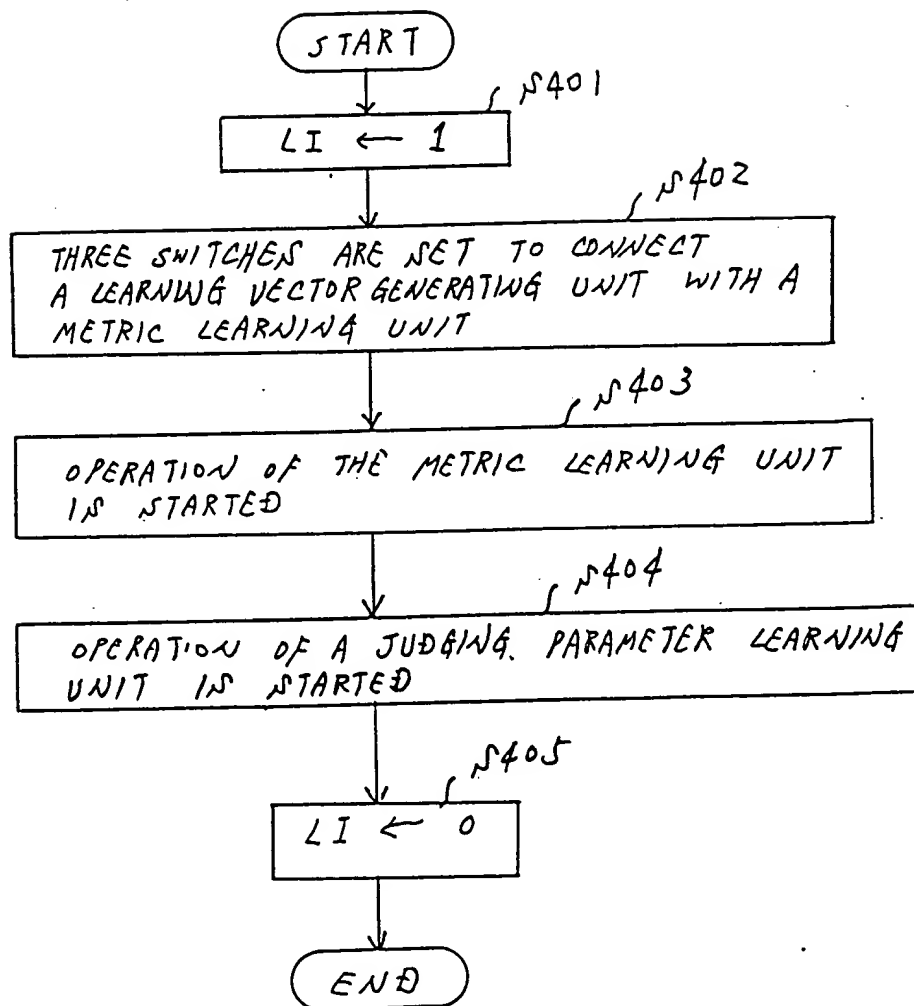 START
S401
LI ← 1
S402
THREE SWITCHES ARE SET TO CONNECT
A LEARNING VECTOR GENERATING UNIT WITH A
METRIC LEARNING UNIT
S403
OPERATION OF THE METRIC LEARNING UNIT
IS STARTED
S404
OPERATION OF A JUDGING. PARAMETER LEARNING
UNIT IS STARTED
S405
LI ← 0
END